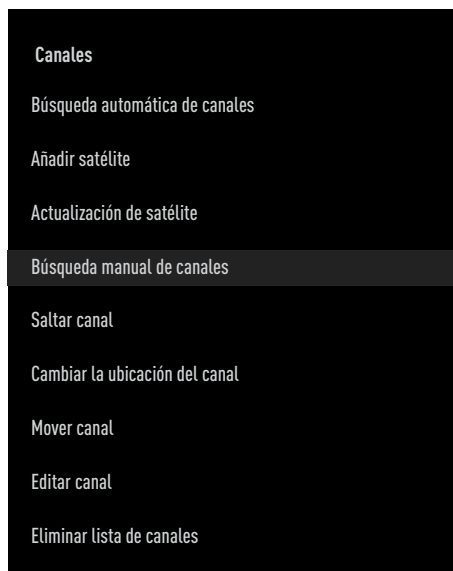 Canales
Búsqueda automática de canales
Añadir satélite
Actualización de satélite
Búsqueda manual de canales
Saltar canal
Cambiar la ubicación del canal
Mover canal
Editar canal
Eliminar lista de canales